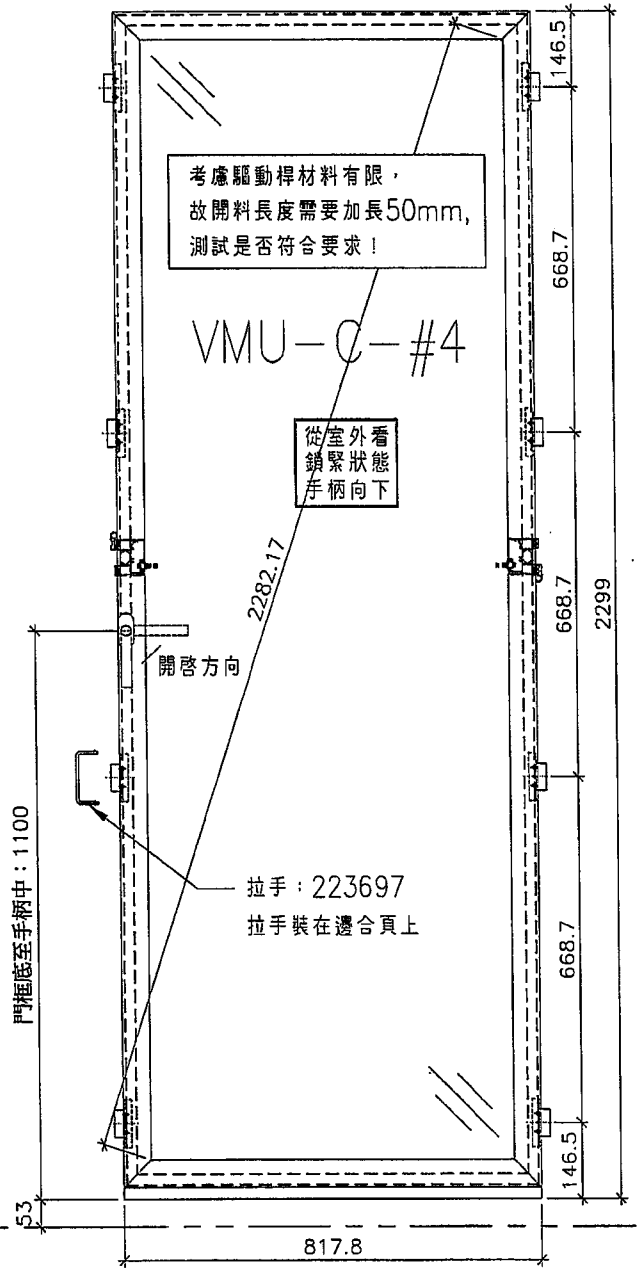 146.5
考慮驅動桿材料有限，
故開料長度需要加長50mm,
測試是否符合要求！
668.7
VMU-C-#4
從室外看
鎖緊狀態
手柄向下
2282.17
668.7
2299
開啓方向
門框底至手柄中：1100
拉手：223697
拉手裝在邊合頁上
668.7
146.5
53
817.8